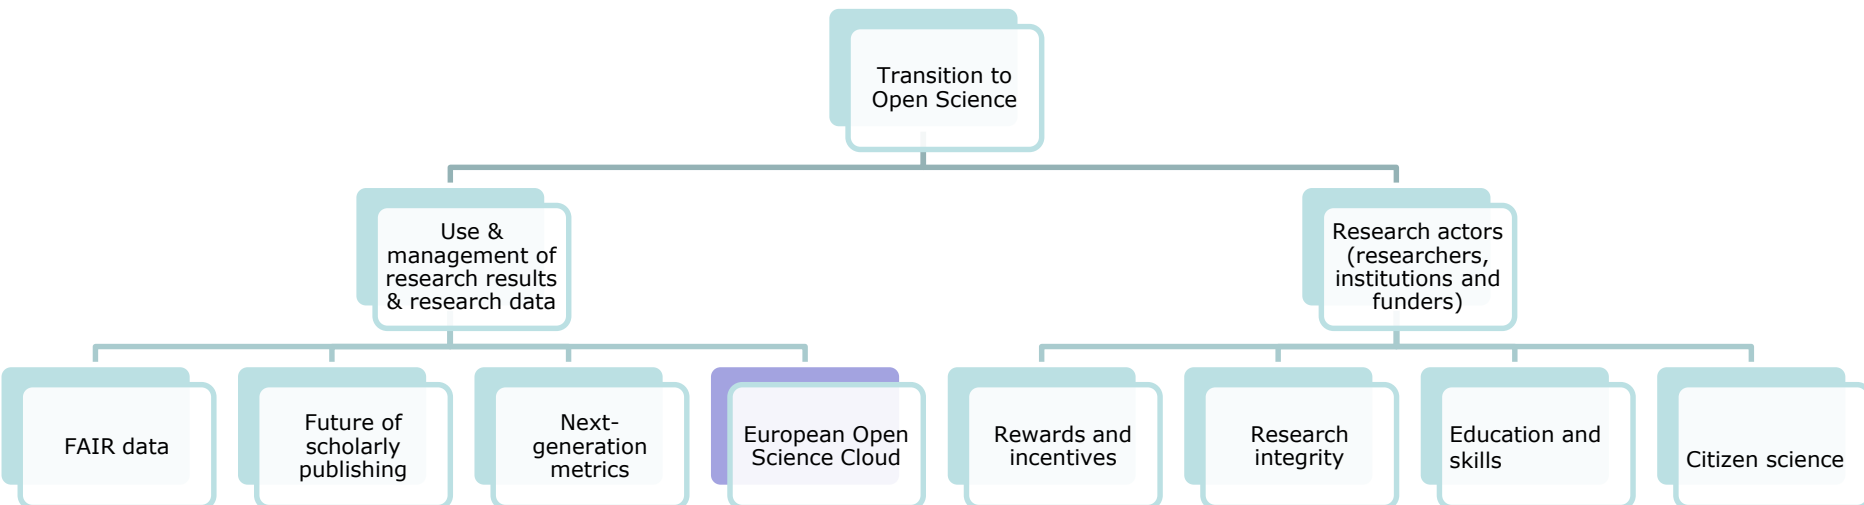 Transition to
Open Science
Use &
management of
research results
& research data
Research actors
(researchers,
institutions and
funders)
FAIR data
Future of
scholarly
publishing
Next-
generation
metrics
European Open
Science Cloud
Rewards and
incentives
Research
integrity
Education and
skills
Citizen science